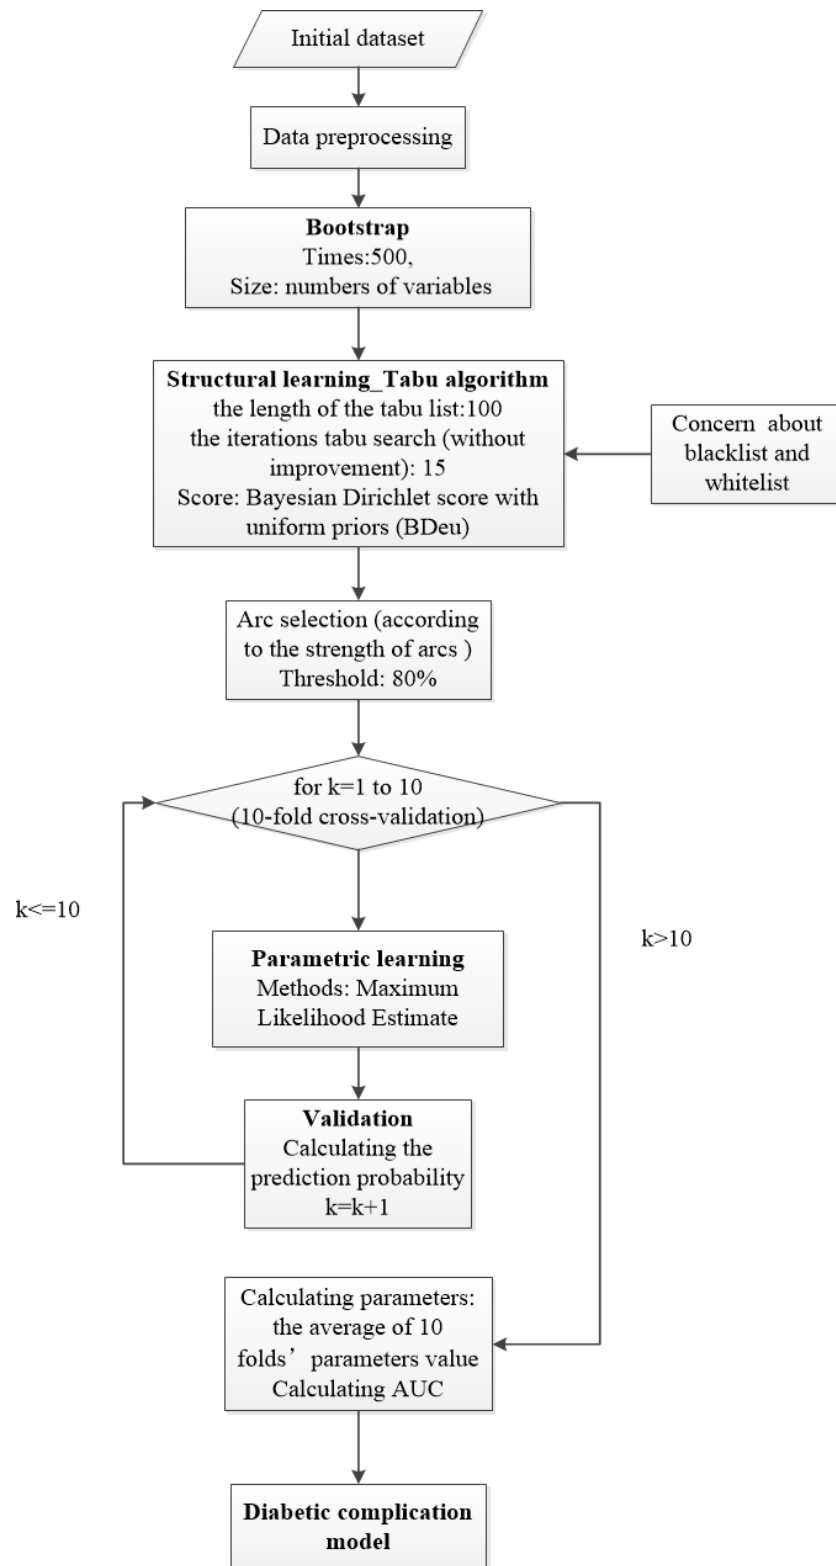 Initial dataset
Data preprocessing
Bootstrap
Times:500,
Size: numbers of variables
Structural learning_Tabu algorithm
the length of the tabu list:100
the iterations tabu search (without
improvement): 15
Score: Bayesian Dirichlet score with
uniform priors (BDeu)
Concern about
blacklist and
whitelist
Arc selection (according
to the strength of arcs )
Threshold: 80%
for k=1 to 10
(10-fold cross-validation)
k<=10
k>10
Parametric learning
Methods: Maximum
Likelihood Estimate
Validation
Calculating the
prediction probability
k=k+1
Calculating parameters:
the average of 10
folds’ parameters value
Calculating AUC
Diabetic complication
model